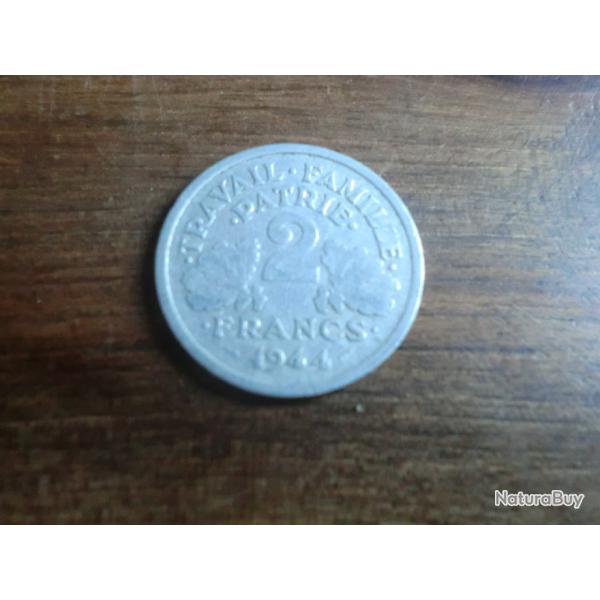 ·TRAVAIL·FAMILLE·
·PATRIE·
2
·FRANCS·
1944
NaturaBuy